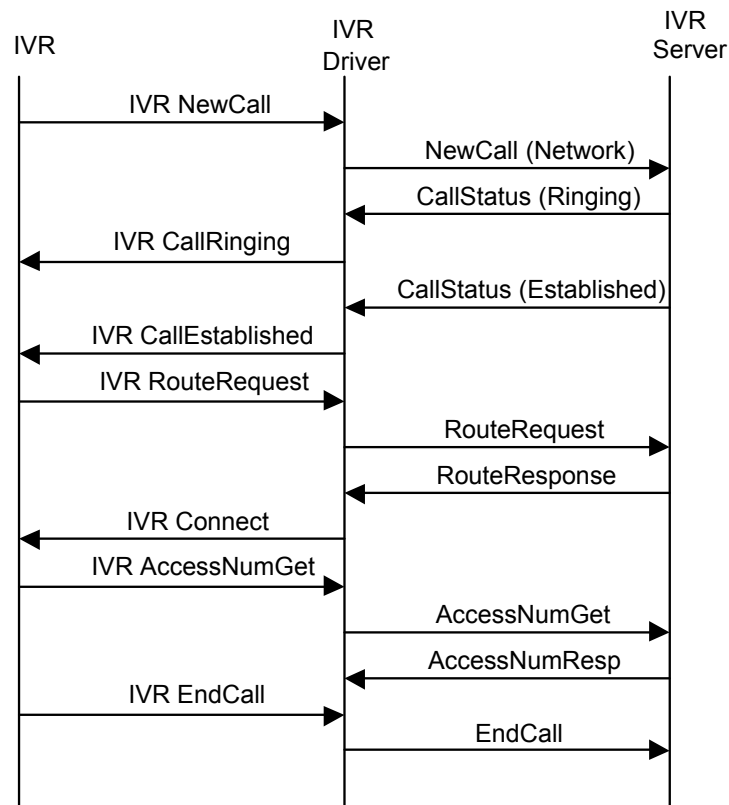 IVR
IVR
Driver
IVR
Server
IVR NewCall
NewCall (Network)
CallStatus (Ringing)
IVR CallRinging
CallStatus (Established)
IVR CallEstablished
IVR RouteRequest
RouteRequest
RouteResponse
IVR Connect
IVR AccessNumGet
AccessNumGet
AccessNumResp
IVR EndCall
EndCall